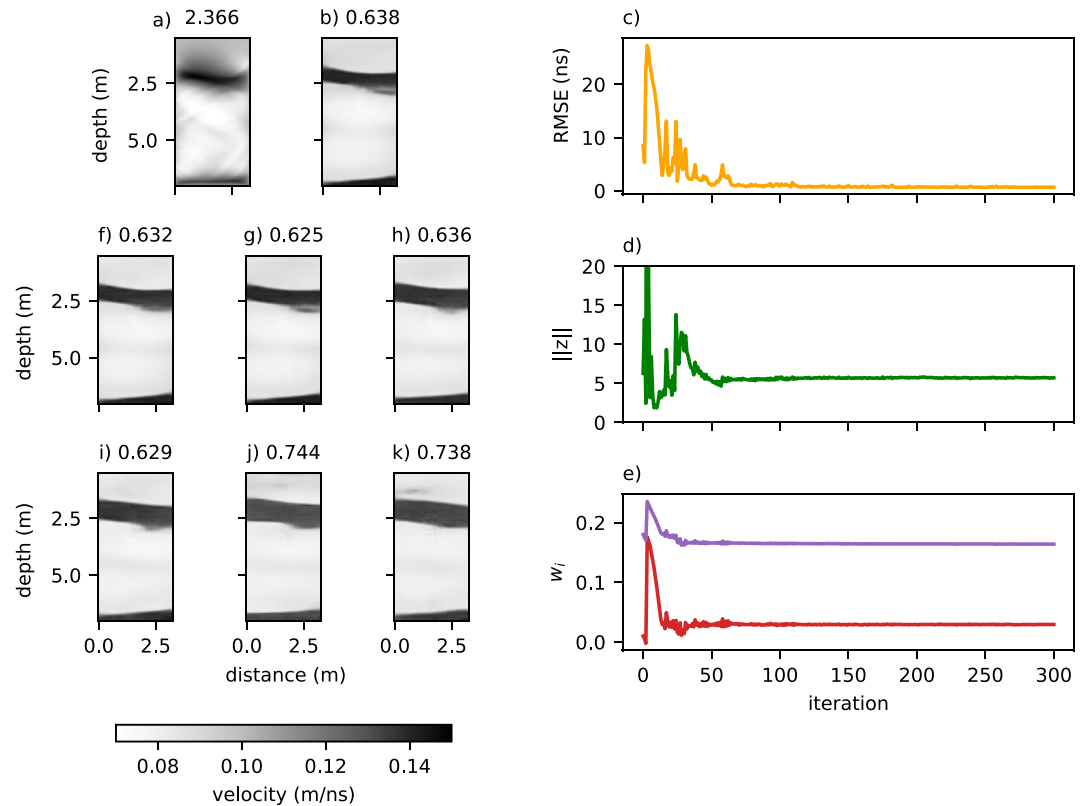 a) 2.366
b) 0.638
depth (m)
2.5
5.0
f) 0.632
g) 0.625
h) 0.636
depth (m)
2.5
5.0
i) 0.629
j) 0.744
k) 0.738
depth (m)
2.5
5.0
0.0 2.5
0.0 2.5
0.0 2.5
distance (m)
0.08 0.10 0.12 0.14
velocity (m/ns)
c)
RMSE (ns)
20
10
0
d)
||z||
20
15
10
5
0
e)
w_i
0.2
0.1
0.0
0 50 100 150 200 250 300
iteration